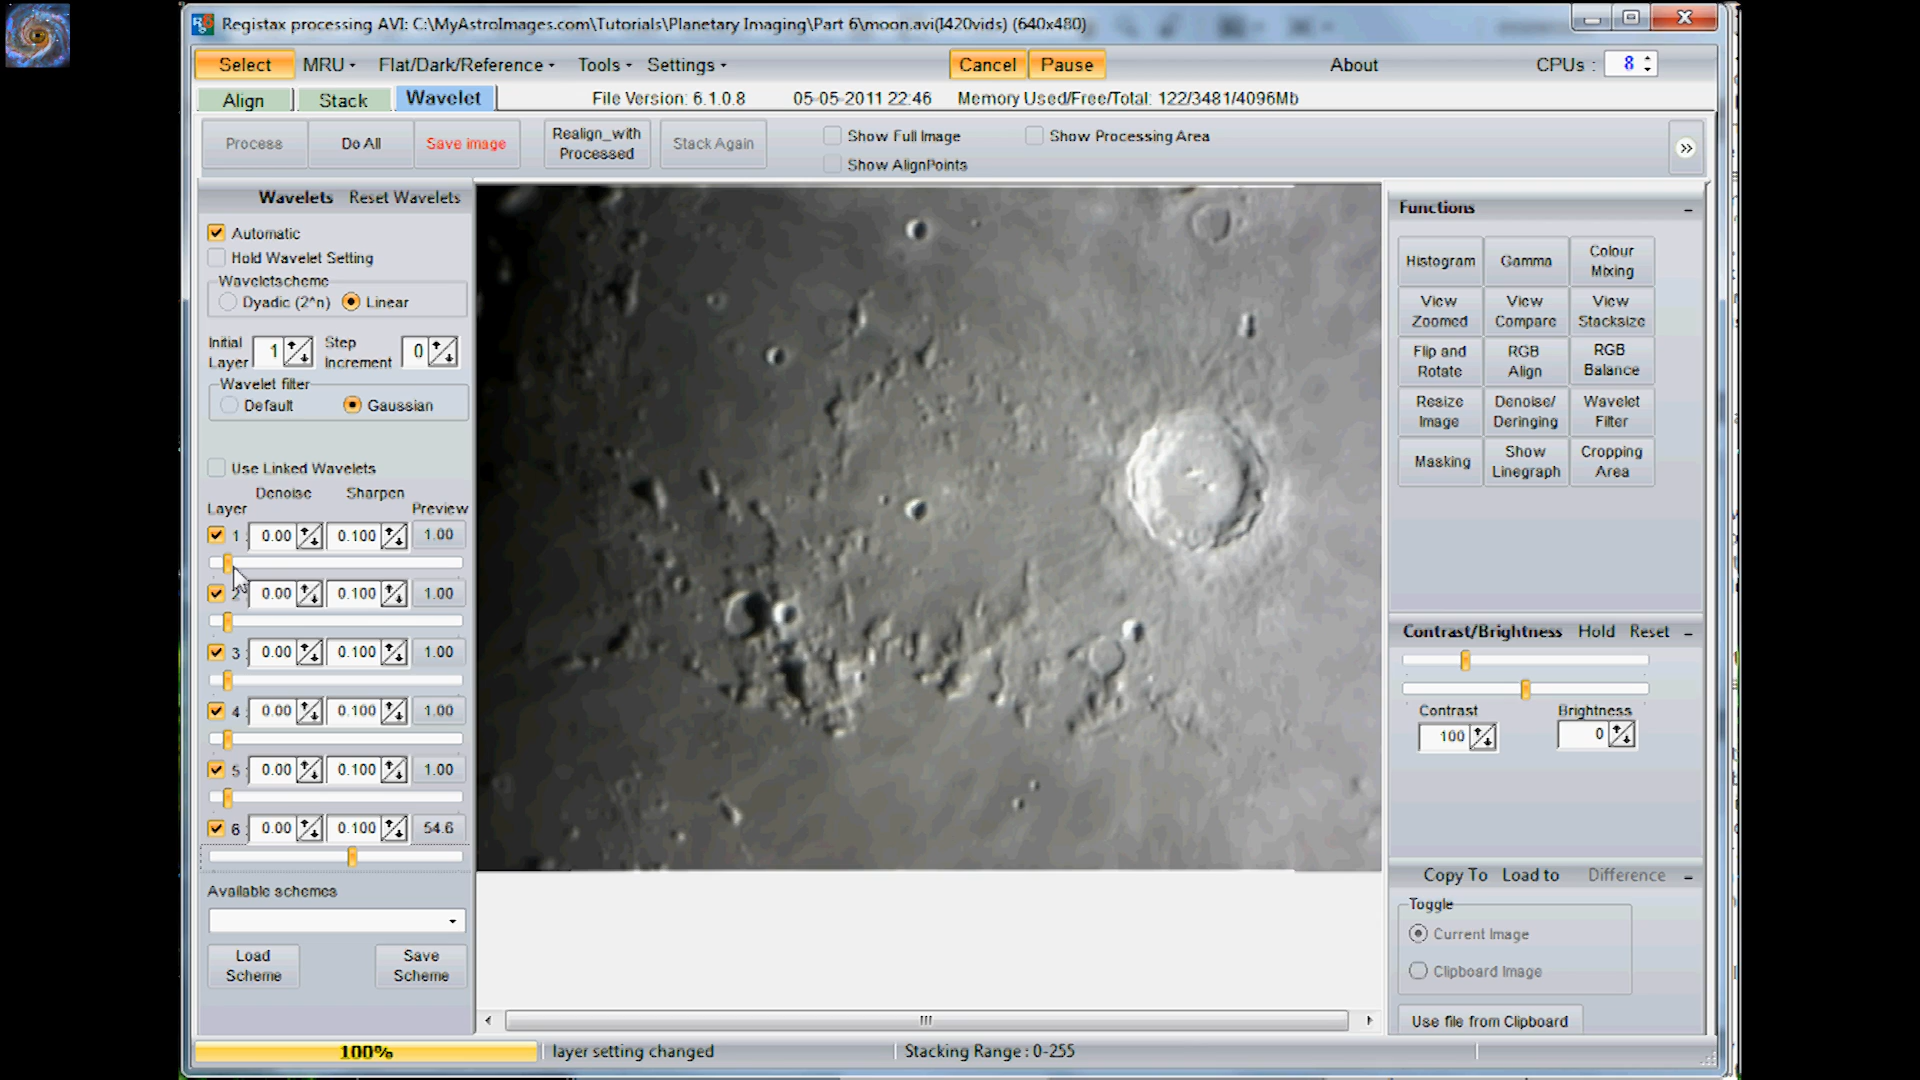 Registax processing AVI: C:\MyAstroImages.com\Tutorials\Planetary Imaging\Part 6\moon.avi(I420vids) (640x480)
Select MRU Flat/Dark/Reference Tools Settings Cancel Pause About CPUs : 8
Align Stack Wavelet File Version: 6.1.0.8 05-05-2011 22:46 Memory Used/Free/Total: 122/3481/4096Mb
Process Do All Save image Realign_with Processed Stack Again
Show Full Image Show Processing Area
Show AlignPoints
Wavelets Reset Wavelets
Automatic
Hold Wavelet Setting
Waveletscheme
Dyadic (2^n) Linear
Initial Layer 1 Step Increment 0
Wavelet filter
Default Gaussian
Use Linked Wavelets
Denoise Sharpen
Layer Preview
1 : 0.00 0.100 1.00
0.00 0.100 1.00
3 : 0.00 0.100 1.00
4 : 0.00 0.100 1.00
5 : 0.00 0.100 1.00
6 : 0.00 0.100 54.6
Available schemes
Load Scheme Save Scheme
Functions
Histogram Gamma Colour Mixing
View Zoomed View Compare View Stacksize
Flip and Rotate RGB Align RGB Balance
Resize Image Denoise/ Deringing Wavelet Filter
Masking Show Linegraph Cropping Area
Contrast/Brightness Hold Reset
Contrast Brightness
100 0
Copy To Load to Difference
Toggle
Current Image
Clipboard Image
Use file from Clipboard
100% layer setting changed Stacking Range : 0-255